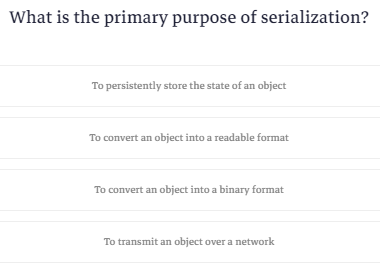 What is the primary purpose of serialization?
To persistently store the state of an object
To convert an object into a readable format
To convert an object into a binary format
To transmit an object over a network